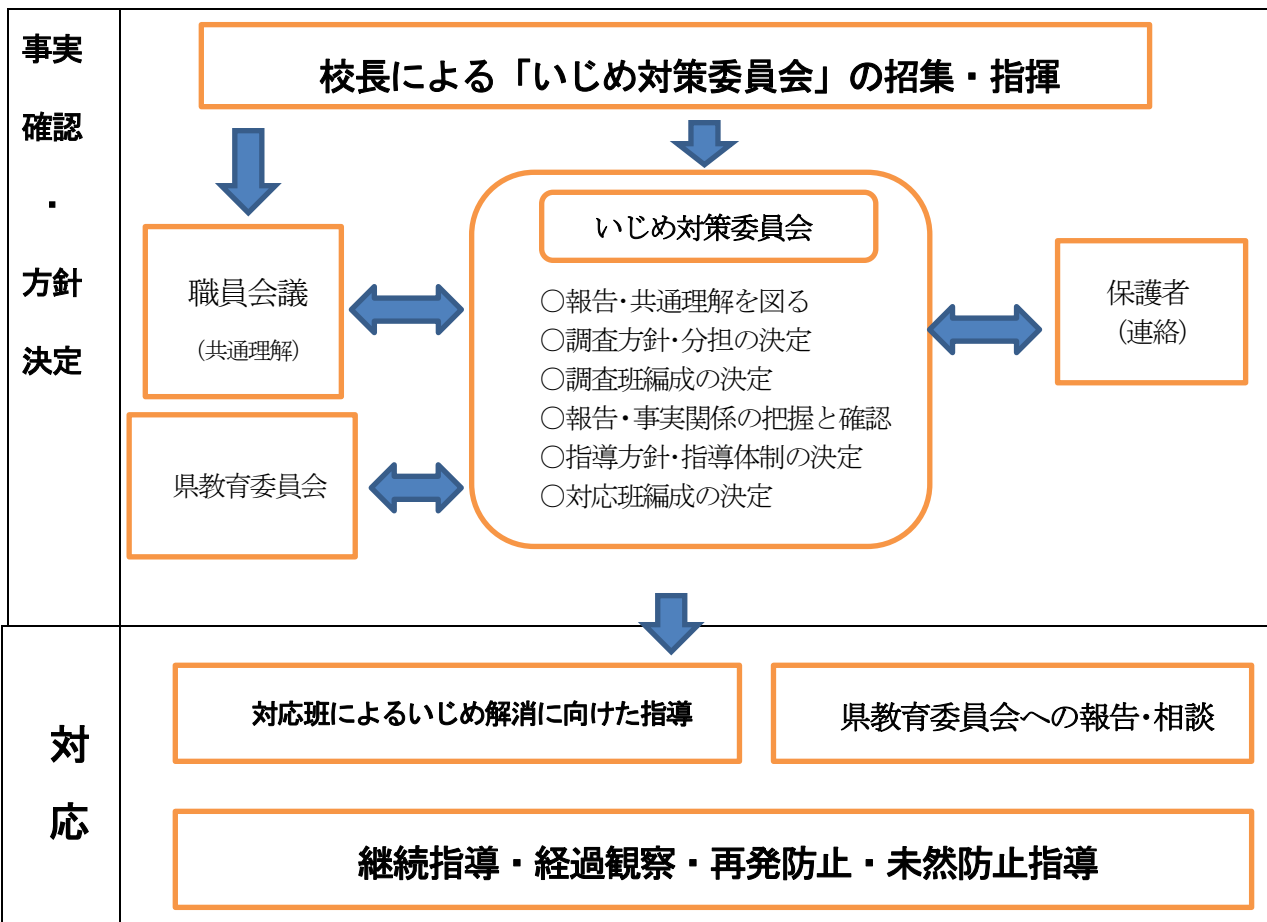 事実
確認
・
方針
決定
校長による「いじめ対策委員会」の招集・指揮
いじめ対策委員会
○報告・共通理解を図る
○調査方針・分担の決定
○調査班編成の決定
○報告・事実関係の把握と確認
○指導方針・指導体制の決定
○対応班編成の決定
職員会議
(共通理解)
県教育委員会
保護者
(連絡)
対
応
対応班によるいじめ解消に向けた指導
県教育委員会への報告・相談
継続指導・経過観察・再発防止・未然防止指導